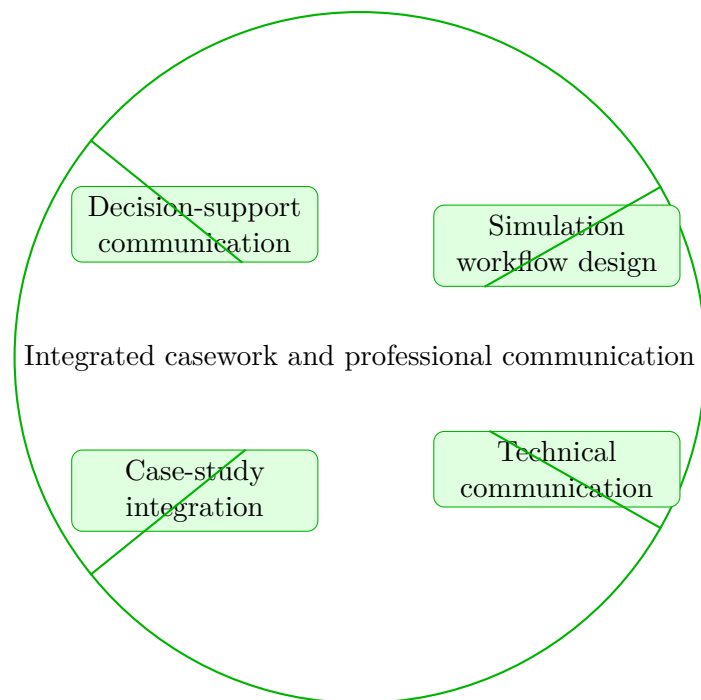 Decision-support
communication
Simulation
workflow design
Integrated casework and professional communication
Case-study
integration
Technical
communication